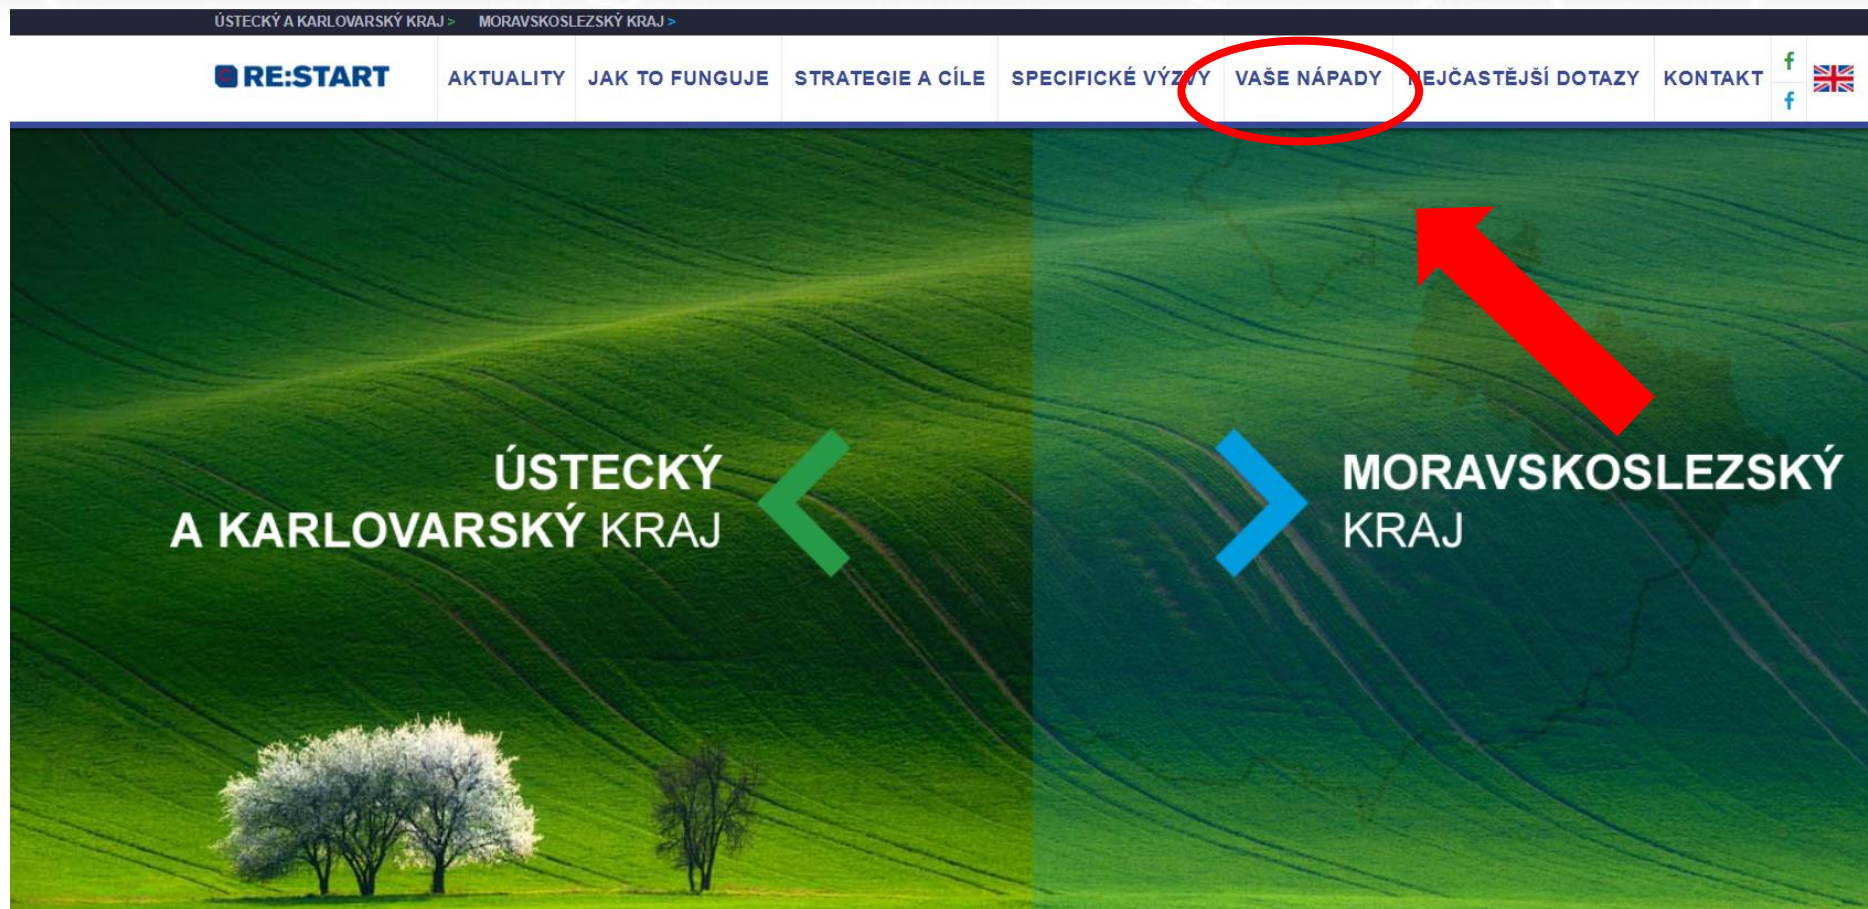 ÚSTECKÝ A KARLOVARSKÝ KRAJ > MORAVSKOSLEZSKÝ KRAJ >
RE:START AKTUALITY JAK TO FUNGUJE STRATEGIE A CÍLE SPECIFICKÉ VÝZVY VAŠE NÁPADY NEJČASTĚJŠÍ DOTAZY KONTAKT f
f
ÚSTECKÝ
A KARLOVARSKÝ KRAJ
MORAVSKOSLEZSKÝ
KRAJ